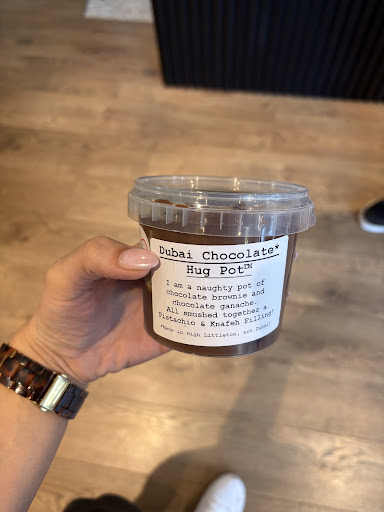 Dubai Chocolate*
Hug Pot™
I am a naughty pot of
chocolate brownie and
chocolate ganache.
All smushed together a
Pistachio & Knafeh Filling!
*Made in High Littleton, not Dubai!